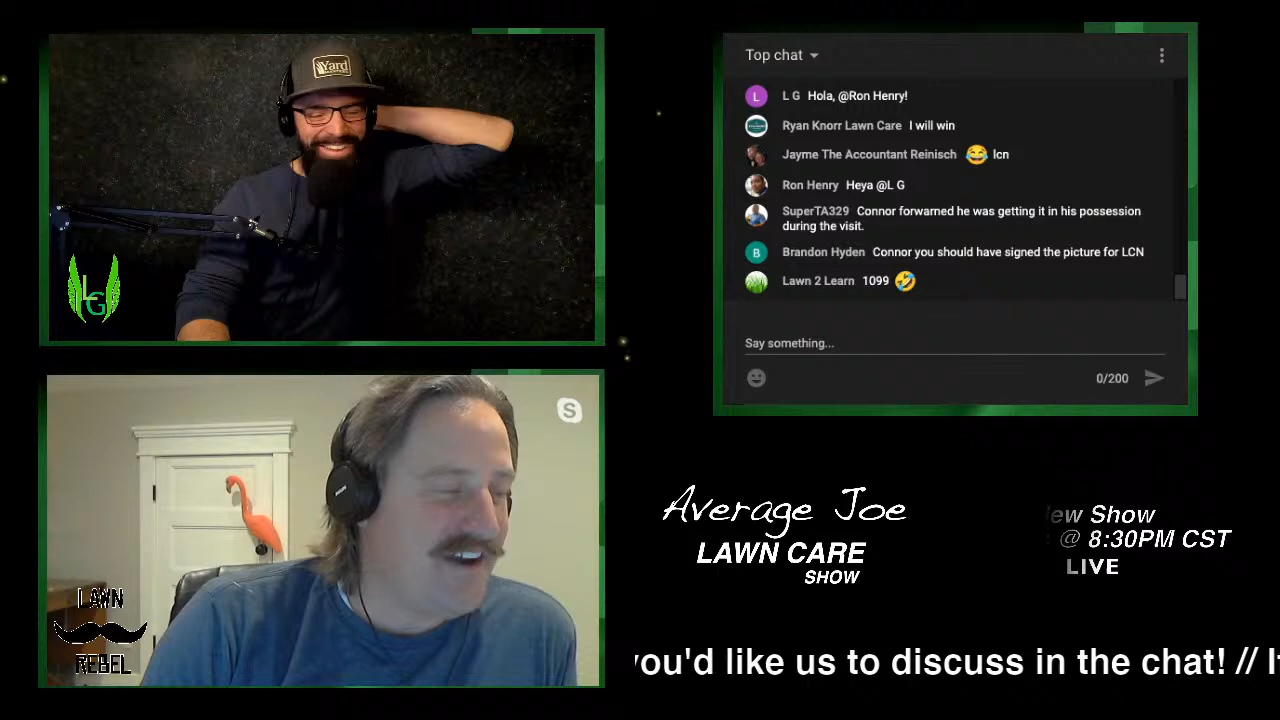 Yard
LG
Top chat
L G Hola, @Ron Henry!
Ryan Knorr Lawn Care I will win
Jayme The Accountant Reinisch 😂 lcn
Ron Henry Heya @L G
SuperTA329 Connor forwarned he was getting it in his possession
during the visit.
Brandon Hyden Connor you should have signed the picture for LCN
Lawn 2 Learn 1099 🤣
Say something...
0/200
S
LAWN
REBEL
Average Joe
LAWN CARE
SHOW
ew Show
@ 8:30PM CST
LIVE
you'd like us to discuss in the chat! // I